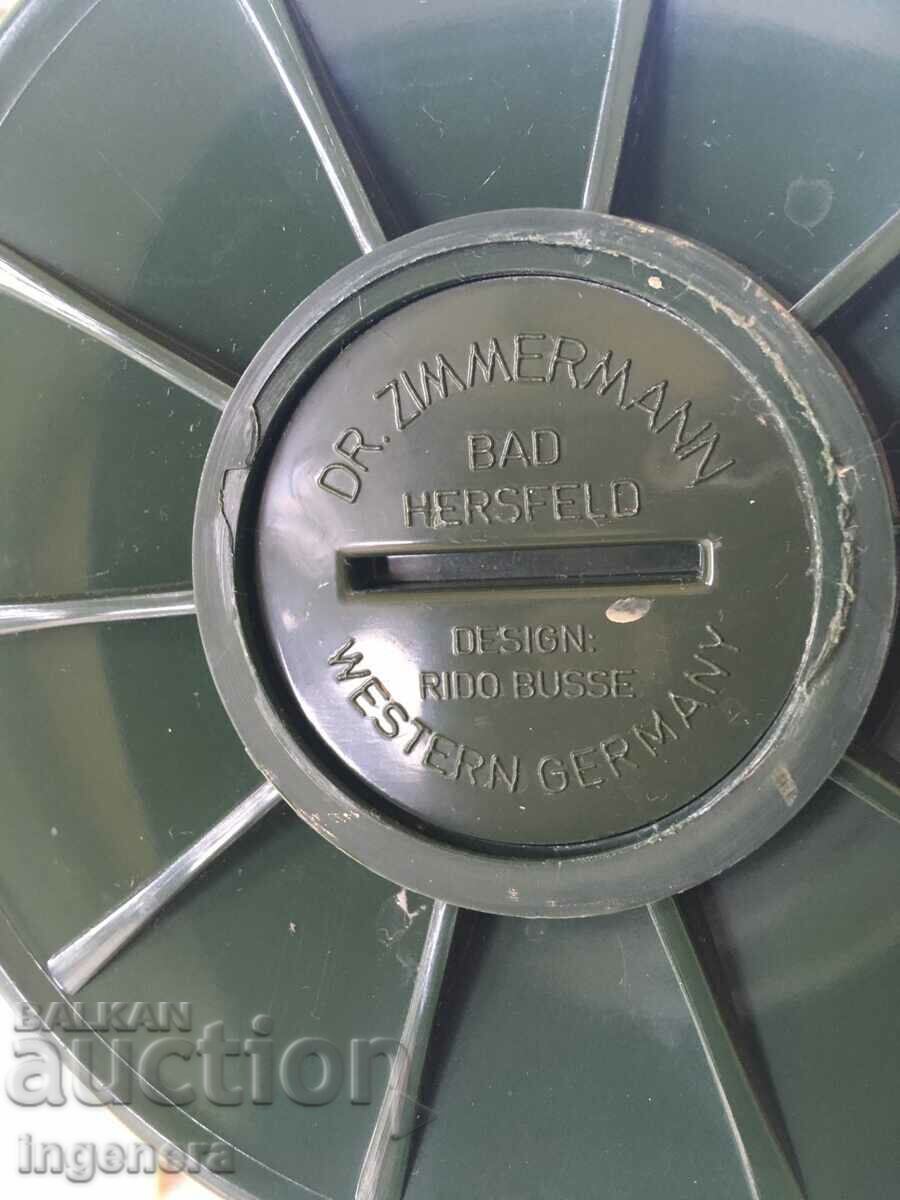 DR. ZIMMERMANN
BAD
HERSFELD
DESIGN:
RIDO BUSSE
WESTERN GERMANY
BALKAN
auction
ingenera